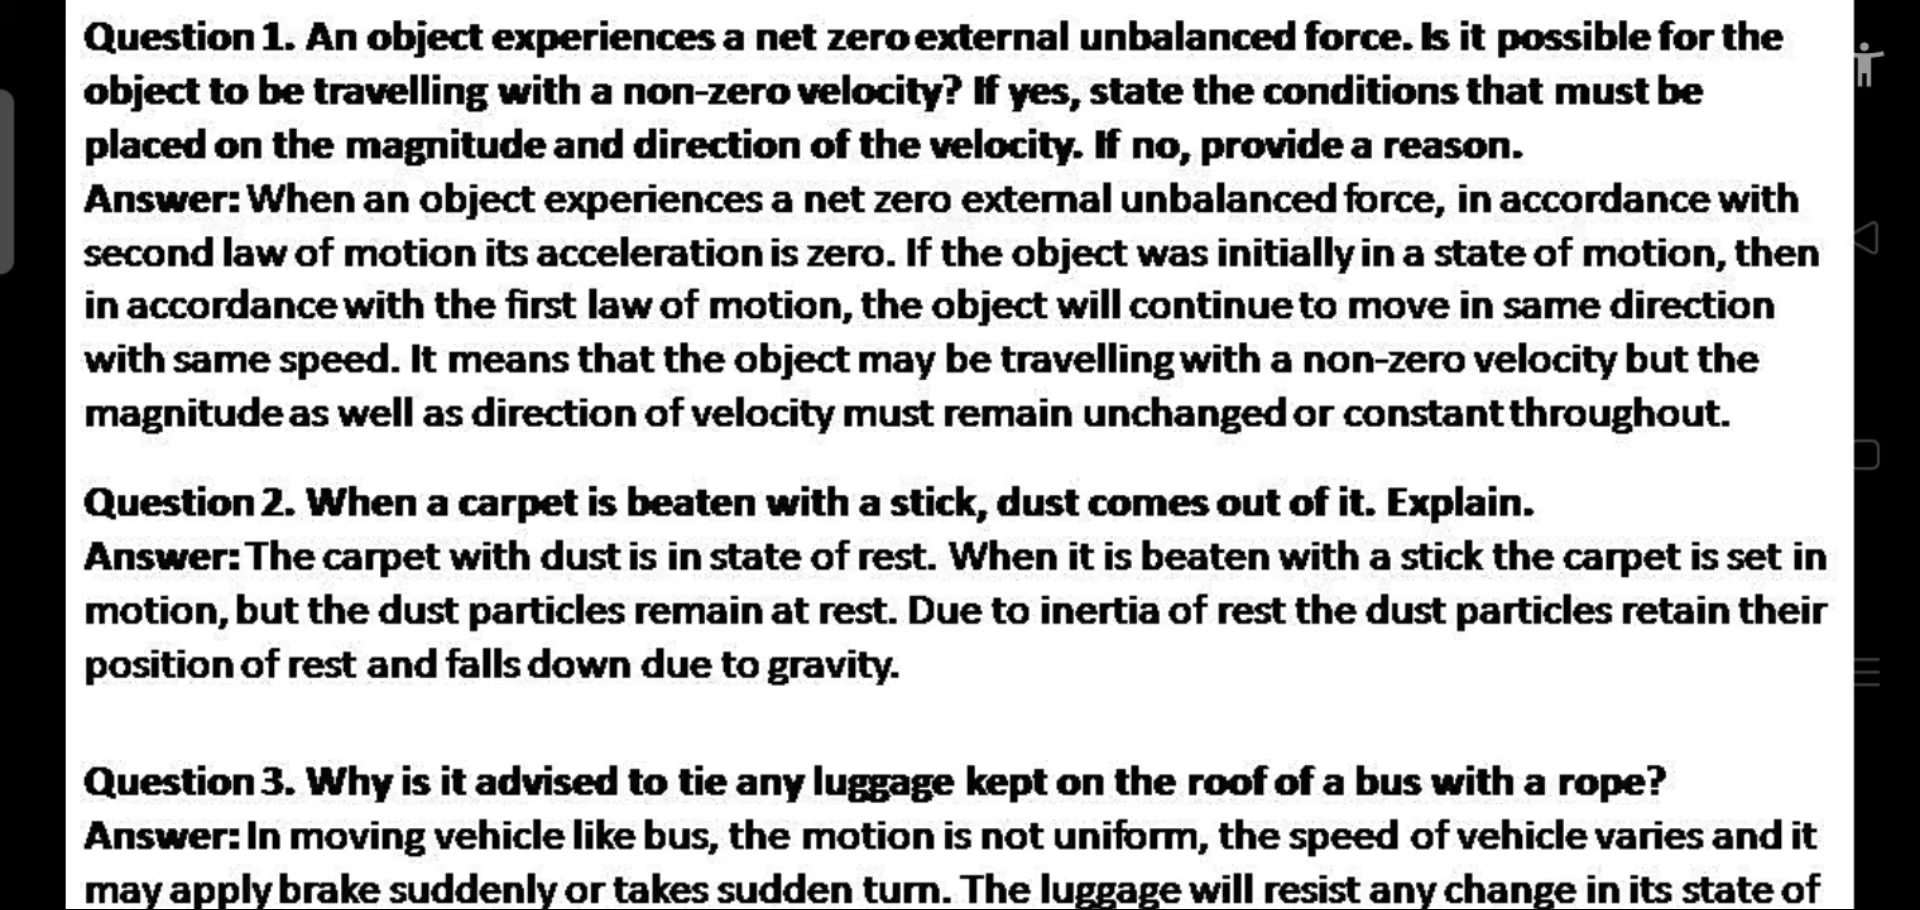 Question 1. An object experiences a net zero external unbalanced force. Is it possible for the
object to be travelling with a non-zero velocity? If yes, state the conditions that must be
placed on the magnitude and direction of the velocity. If no, provide a reason.
Answer: When an object experiences a net zero external unbalanced force, in accordance with
second law of motion its acceleration is zero. If the object was initially in a state of motion, then
in accordance with the first law of motion, the object will continue to move in same direction
with same speed. It means that the object may be travelling with a non-zero velocity but the
magnitude as well as direction of velocity must remain unchanged or constant throughout.
Question 2. When a carpet is beaten with a stick, dust comes out of it. Explain.
Answer: The carpet with dust is in state of rest. When it is beaten with a stick the carpet is set in
motion, but the dust particles remain at rest. Due to inertia of rest the dust particles retain their
position of rest and falls down due to gravity.
Question 3. Why is it advised to tie any luggage kept on the roof of a bus with a rope?
Answer: In moving vehicle like bus, the motion is not uniform, the speed of vehicle varies and it
may apply brake suddenly or takes sudden turn. The luggage will resist any change in its state of